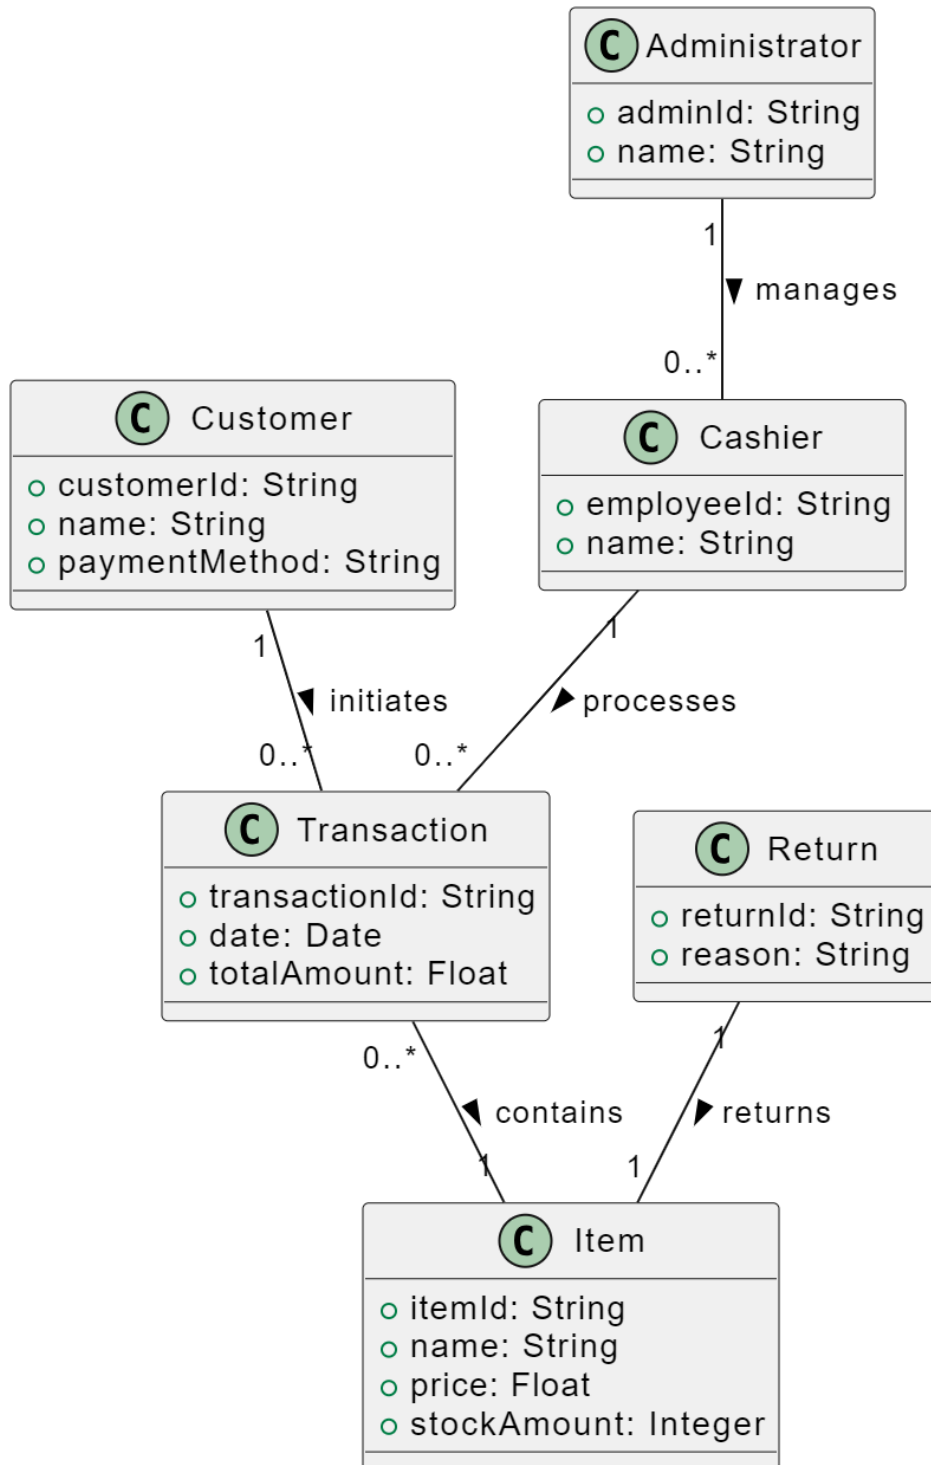 C Administrator
adminId: String
name: String
1
manages
0..*
C Customer
customerId: String
name: String
paymentMethod: String
C Cashier
employeeId: String
name: String
1
initiates
0..*
1
processes
0..*
C Transaction
transactionId: String
date: Date
totalAmount: Float
C Return
returnId: String
reason: String
0..*
contains
1
1
returns
1
C Item
itemId: String
name: String
price: Float
stockAmount: Integer